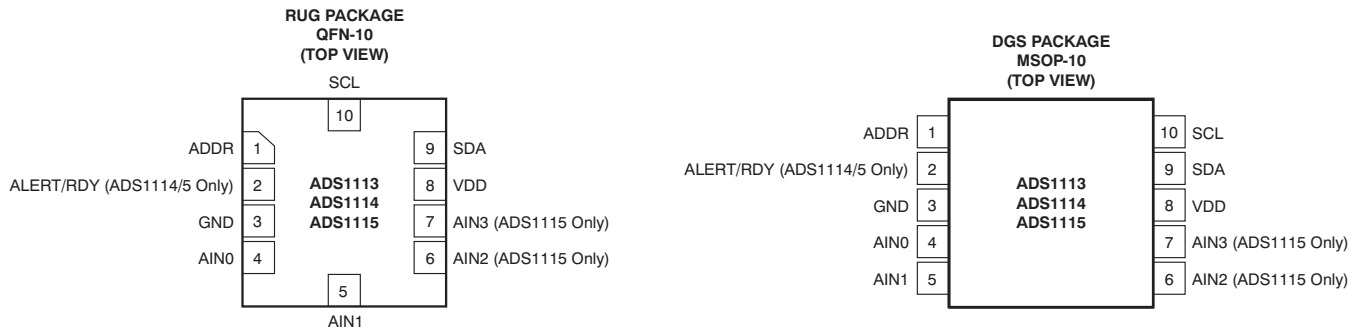 RUG PACKAGE
QFN-10
(TOP VIEW)
SCL
10
ADDR 1
9 SDA
ALERT/RDY (ADS1114/5 Only) 2
8 VDD
GND 3
7 AIN3 (ADS1115 Only)
AIN0 4
6 AIN2 (ADS1115 Only)
ADS1113
ADS1114
ADS1115
5
AIN1
DGS PACKAGE
MSOP-10
(TOP VIEW)
ADDR 1
10 SCL
ALERT/RDY (ADS1114/5 Only) 2
9 SDA
GND 3
8 VDD
AIN0 4
7 AIN3 (ADS1115 Only)
AIN1 5
6 AIN2 (ADS1115 Only)
ADS1113
ADS1114
ADS1115